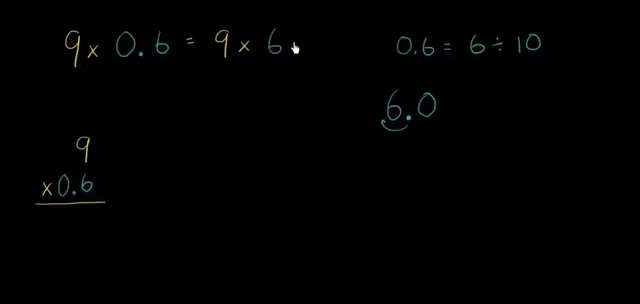 9 × 0.6 = 9 × 6
0.6 = 6 ÷ 10
6.0
9
× 0.6